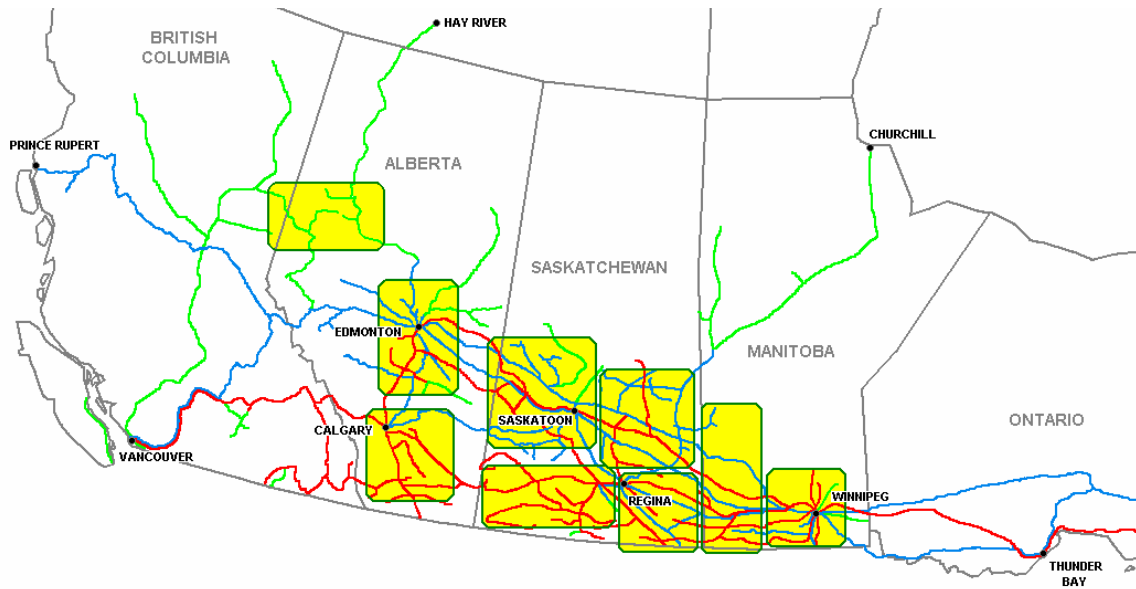 HAY RIVER
BRITISH
COLUMBIA
CHURCHILL
PRINCE RUPERT
ALBERTA
SASKATCHEWAN
EDMONTON
MANITOBA
SASKATOON
ONTARIO
CALGARY
VANCOUVER
REGINA
WINNIPEG
THUNDER
BAY